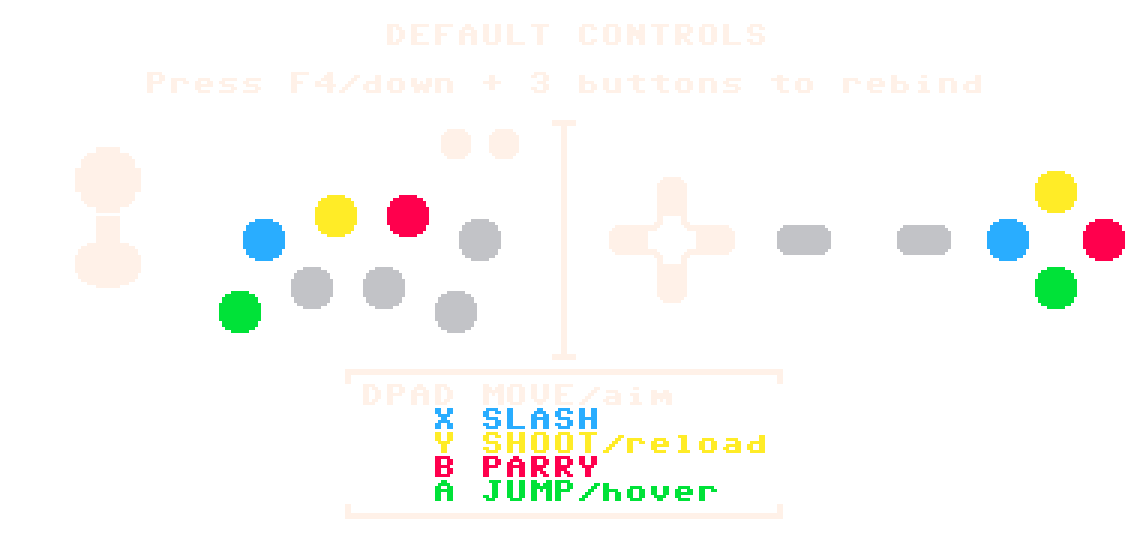 DEFAULT CONTROLS
Press F4/down + 3 buttons to rebind
DPAD MOVE/aim
X SLASH
Y SHOOT/reload
B PARRY
A JUMP/hover